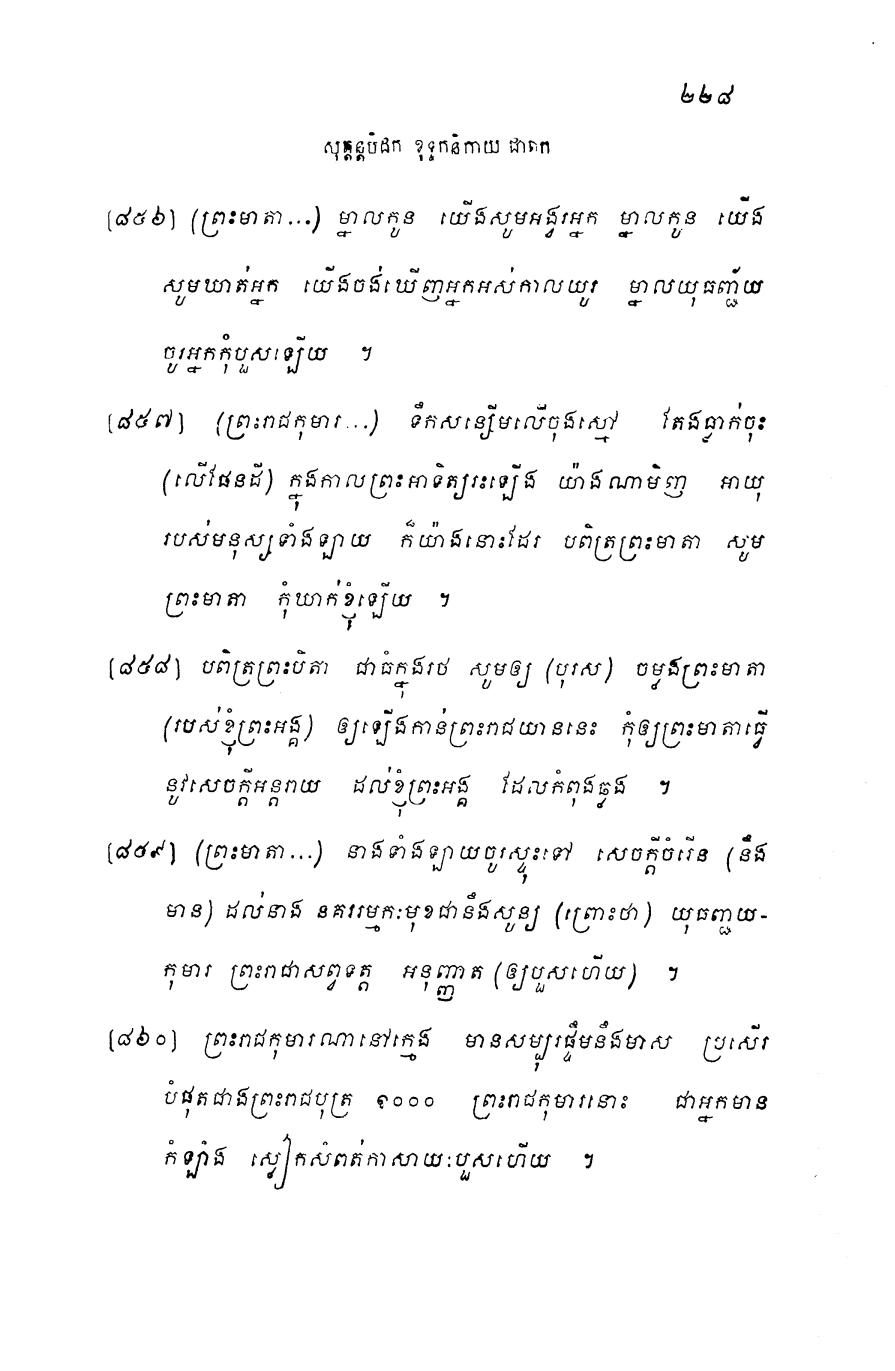 ២២៨
សុត្តន្តបិដក ខុទ្ទកនិកាយ ជាតក
[៨៥៦] (ព្រះមាតា...) ម្នាលកូន យើងសូមអង្វរអ្នក ម្នាលកូន យើង
សូមឃាត់អ្នក យើងចង់ឃើញអ្នកអស់កាលយូរ ម្នាលយុធញ្ជ័យ
ចូរអ្នកកុំបួសឡើយ ។
[៨៥៧] (ព្រះរាជកុមារ...) ទឹកសន្សើមលើចុងស្មៅ តែងធ្លាក់ចុះ
(លើផែនដី) ក្នុងកាលព្រះអាទិត្យរះឡើង យ៉ាងណាមិញ អាយុ
របស់មនុស្សទាំងឡាយ ក៏យ៉ាងនោះដែរ បពិត្រព្រះមាតា សូម
ព្រះមាតា កុំឃាក់ខ្ញុំឡើយ ។
[៨៥៨] បពិត្រព្រះបិតា ជាធំក្នុងរថ សូមឲ្យ (បុរស) ចម្លងព្រះមាតា
(របស់ខ្ញុំព្រះអង្គ) ឲ្យឡើងកាន់ព្រះរាជយាននេះ កុំឲ្យព្រះមាតាធ្វើ
នូវសេចក្តីអន្តរាយ ដល់ខ្ញុំព្រះអង្គ ដែលកំពុងឆ្លង ។
[៨៥៩] (ព្រះមាតា...) នាងទាំងឡាយចូរស្ទុះទៅ សេចក្តីចំរើន (នឹង
មាន) ដល់នាង នគររម្មកៈមុខជានឹងសូន្យ (ព្រោះថា) យុធញ្ជយ-
កុមារ ព្រះរាជាសព្វទត្ត អនុញ្ញាត (ឲ្យបួសហើយ) ។
[៨៦០] ព្រះរាជកុមារណានៅក្មេង មានសម្បុរផ្ទឹមនឹងមាស ប្រសើរ
បំផុតជាងព្រះរាជបុត្រ ១០០០ ព្រះរាជកុមារនោះ ជាអ្នកមាន
កំឡាំង ស្លៀកសំពត់កាសាយៈបួសហើយ ។